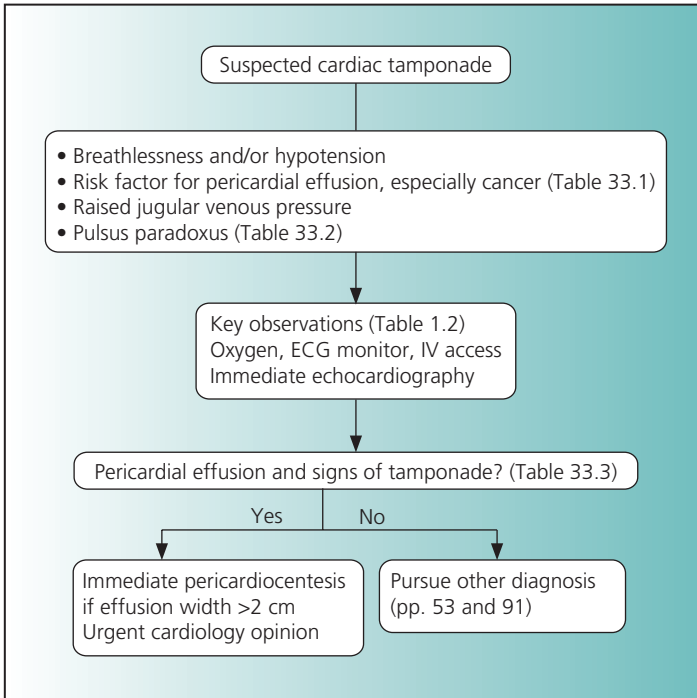 Suspected cardiac tamponade
• Breathlessness and/or hypotension
• Risk factor for pericardial effusion, especially cancer (Table 33.1)
• Raised jugular venous pressure
• Pulsus paradoxus (Table 33.2)
Key observations (Table 1.2)
Oxygen, ECG monitor, IV access
Immediate echocardiography
Pericardial effusion and signs of tamponade? (Table 33.3)
Yes
No
Immediate pericardiocentesis
if effusion width >2 cm
Urgent cardiology opinion
Pursue other diagnosis
(pp. 53 and 91)